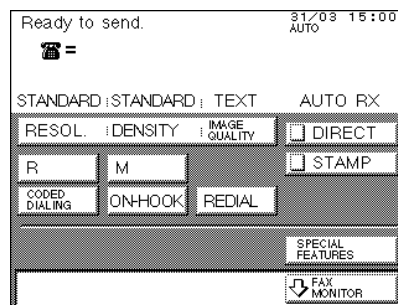 Ready to send.
31/03 15:00
AUTO
=
STANDARD STANDARD TEXT AUTO RX
RESOL. DENSITY IMAGE QUALITY DIRECT
R M STAMP
CODED DIALING ON-HOOK REDIAL
SPECIAL FEATURES
FAX MONITOR